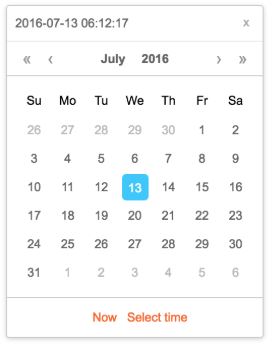 2016-07-13 06:12:17 x
« ‹ July 2016 › »
Su Mo Tu We Th Fr Sa
26 27 28 29 30 1 2
3 4 5 6 7 8 9
10 11 12 13 14 15 16
17 18 19 20 21 22 23
24 25 26 27 28 29 30
31 1 2 3 4 5 6
Now Select time